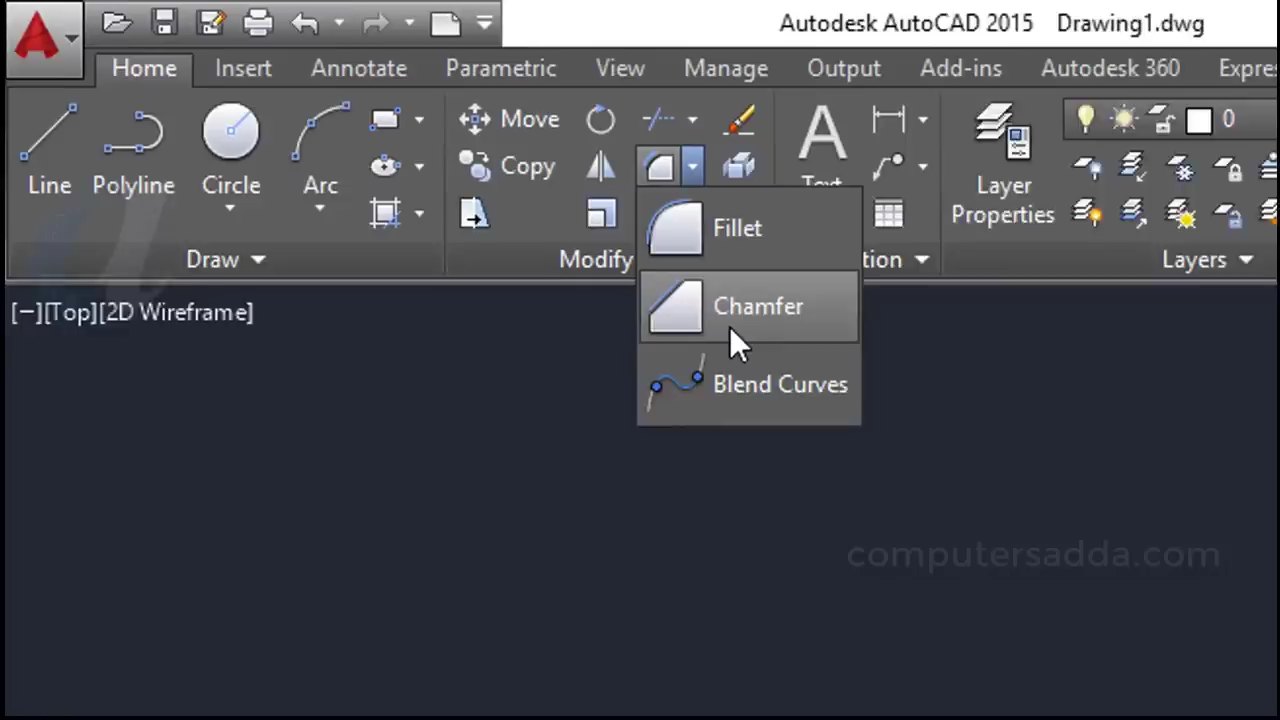 Autodesk AutoCAD 2015 Drawing1.dwg
Home Insert Annotate Parametric View Manage Output Add-ins Autodesk 360
Move
Copy
Line Polyline Circle Arc
Text
Layer
Properties
0
Fillet
Chamfer
Blend Curves
Draw Modify Layers
[−][Top][2D Wireframe]
computersadda.com